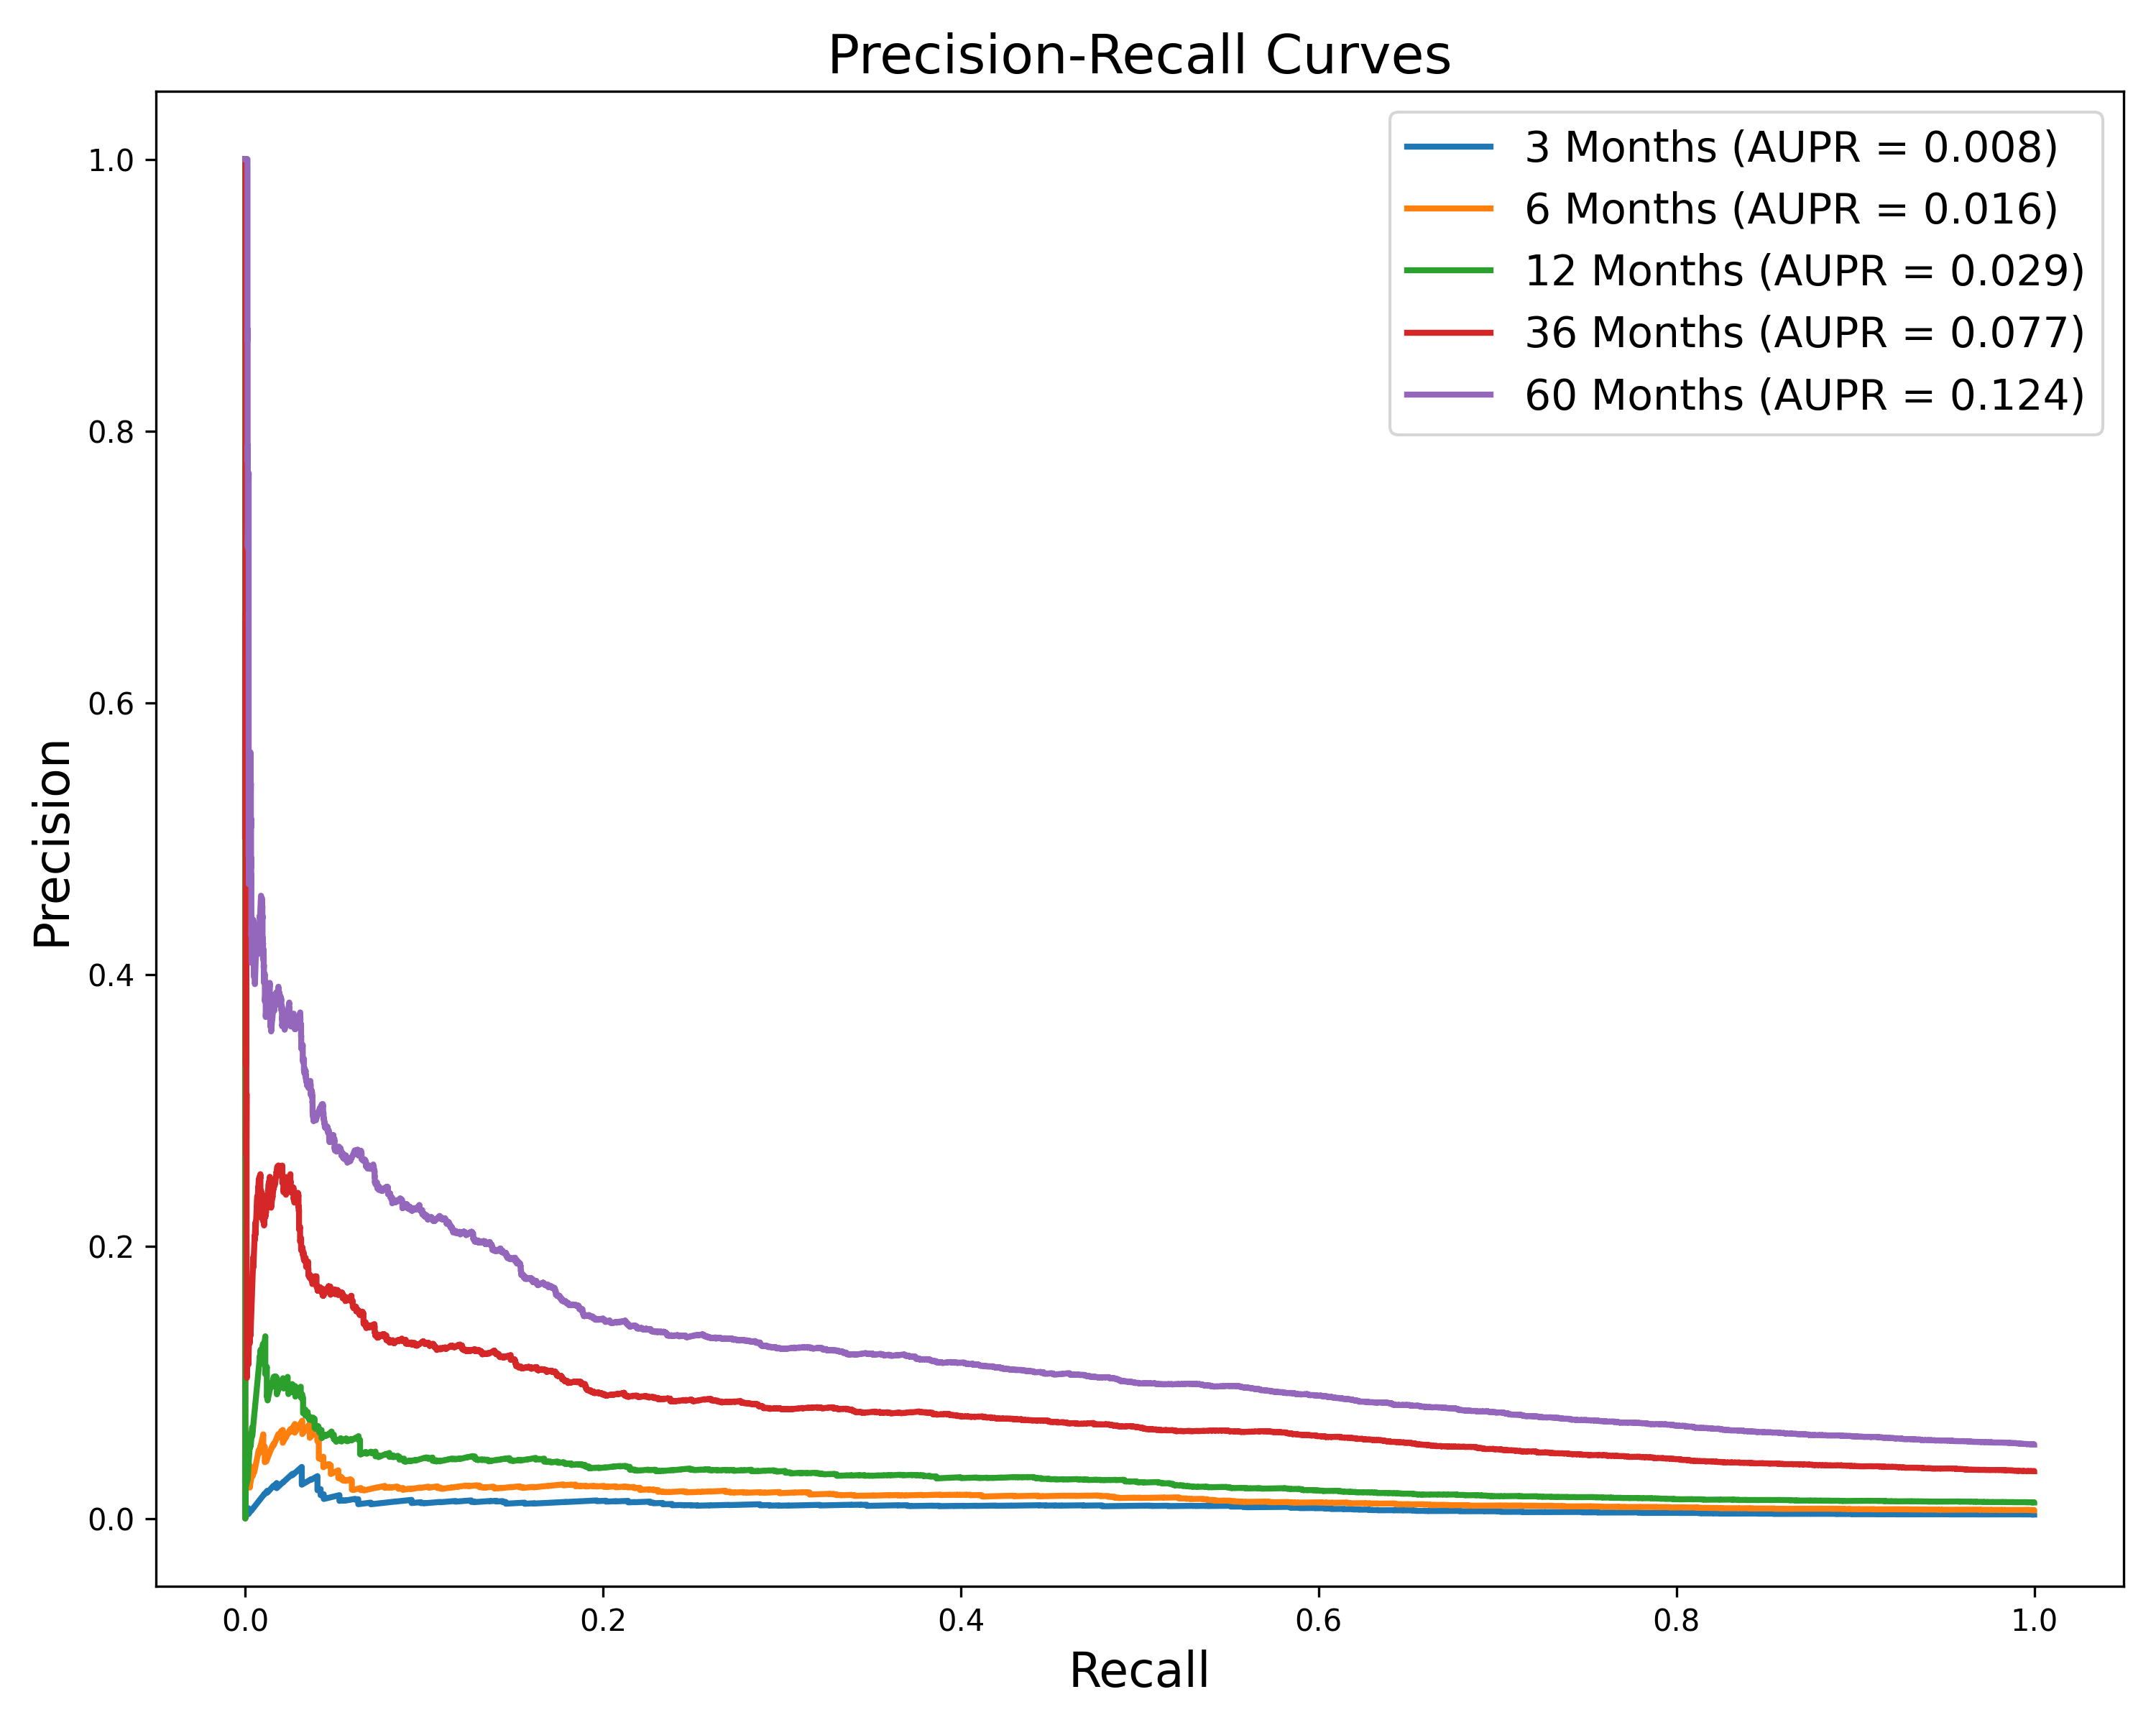 Precision-Recall Curves
3 Months (AUPR = 0.008)
6 Months (AUPR = 0.016)
12 Months (AUPR = 0.029)
36 Months (AUPR = 0.077)
60 Months (AUPR = 0.124)
Precision
1.0
0.8
0.6
0.4
0.2
0.0
0.0 0.2 0.4 0.6 0.8 1.0
Recall